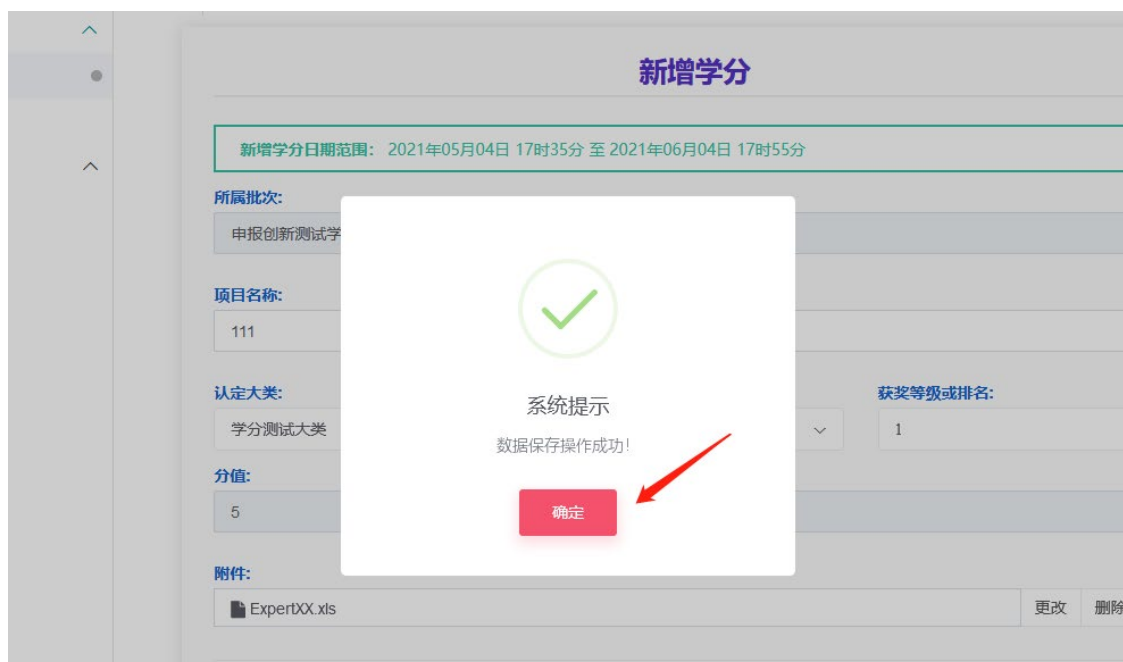 新增学分
新增学分日期范围： 2021年05月04日 17时35分 至 2021年06月04日 17时55分
所属批次:
申报创新测试学
项目名称:
111
认定大类:
获奖等级或排名:
学分测试大类
1
分值:
5
系统提示
数据保存操作成功!
确定
附件:
ExpertXX.xls
更改
删除